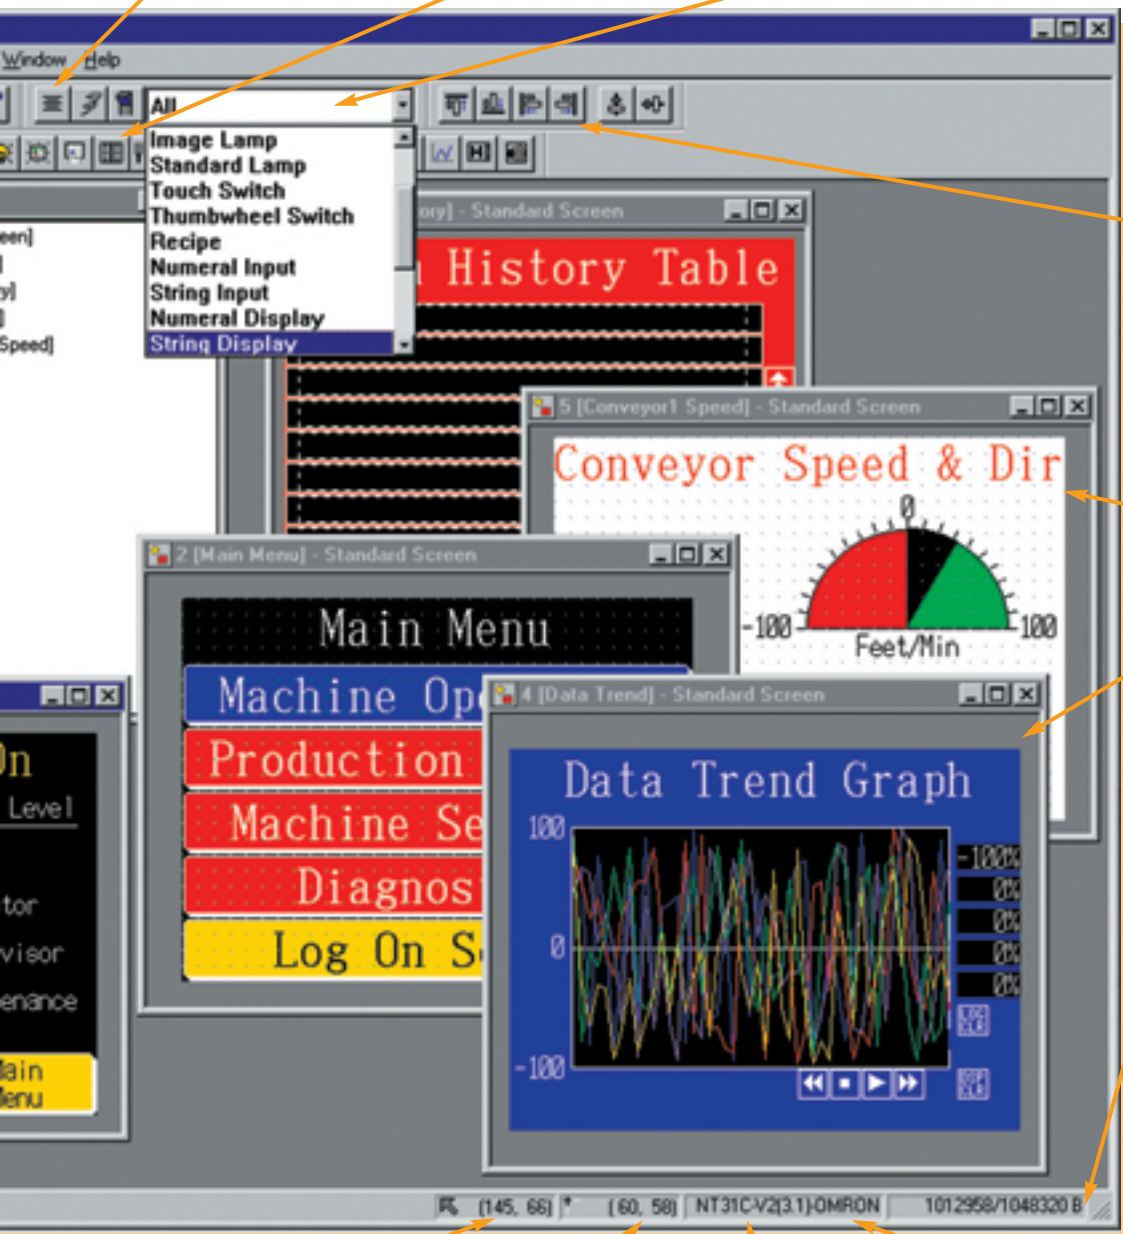 Window Help
All
Image Lamp
Standard Lamp
Touch Switch
Thumbwheel Switch
Recipe
Numeral Input
String Input
Numeral Display
String Display
een]
]
y]
]
Speed]
ory] - Standard Screen
History Table
5 [Conveyor1 Speed] - Standard Screen
Conveyor Speed & Dir
0
-100
100
Feet/Min
2 [Main Menu] - Standard Screen
Main Menu
Machine Op
Production
Machine Se
Diagnos
Log On S
4 [Data Trend] - Standard Screen
Data Trend Graph
100
0
-100
-100%
0%
0%
0%
0%
On
Level
tor
visor
enance
Main
Menu
(145, 66) (60, 58) NT31C-V2(3.1)-OMRON 1012958/1048320 B